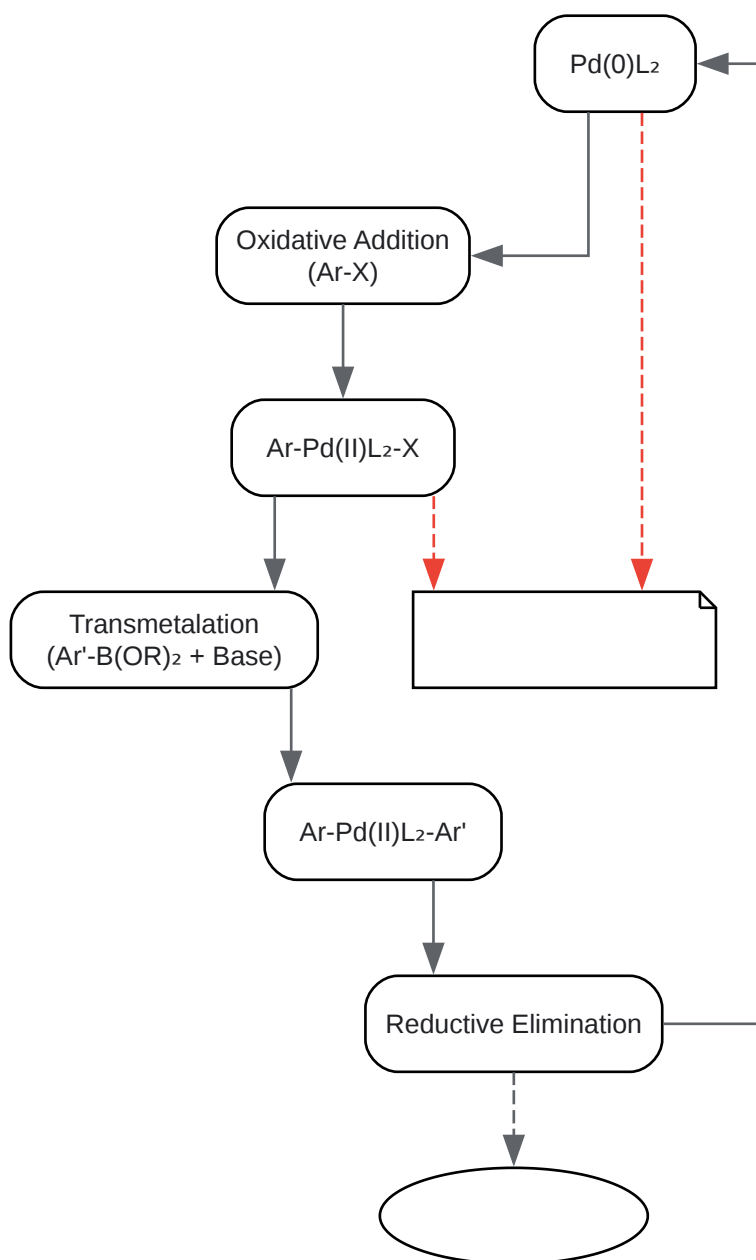 Pd(0)L₂
Oxidative Addition
(Ar-X)
Ar-Pd(II)L₂-X
Transmetalation
(Ar'-B(OR)₂ + Base)
Ar-Pd(II)L₂-Ar'
Reductive Elimination